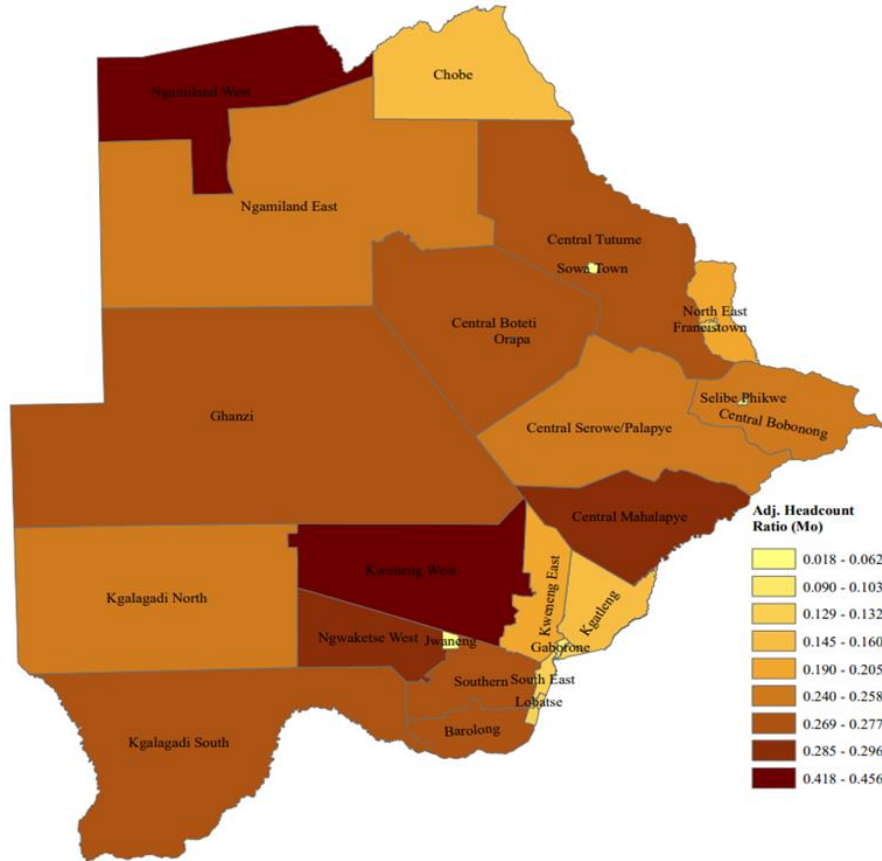 Chobe
Ngamiland West
Ngamiland East
Central Tutume
Sowa Town
North East
Francistown
Central Boteti
Orapa
Selibe Phikwe
Central Bobonong
Ghanzi
Central Serowe/Palapye
Central Mahalapye
Kweneng West
Kweneng East
Kgatleng
Kgalagadi North
Ngwaketse West
Jwaneng
Gaborone
South East
Southern
Lobatse
Barolong
Kgalagadi South
Adj. Headcount
Ratio (Mo)
0.018 - 0.062
0.090 - 0.103
0.129 - 0.132
0.145 - 0.160
0.190 - 0.205
0.240 - 0.258
0.269 - 0.277
0.285 - 0.296
0.418 - 0.456